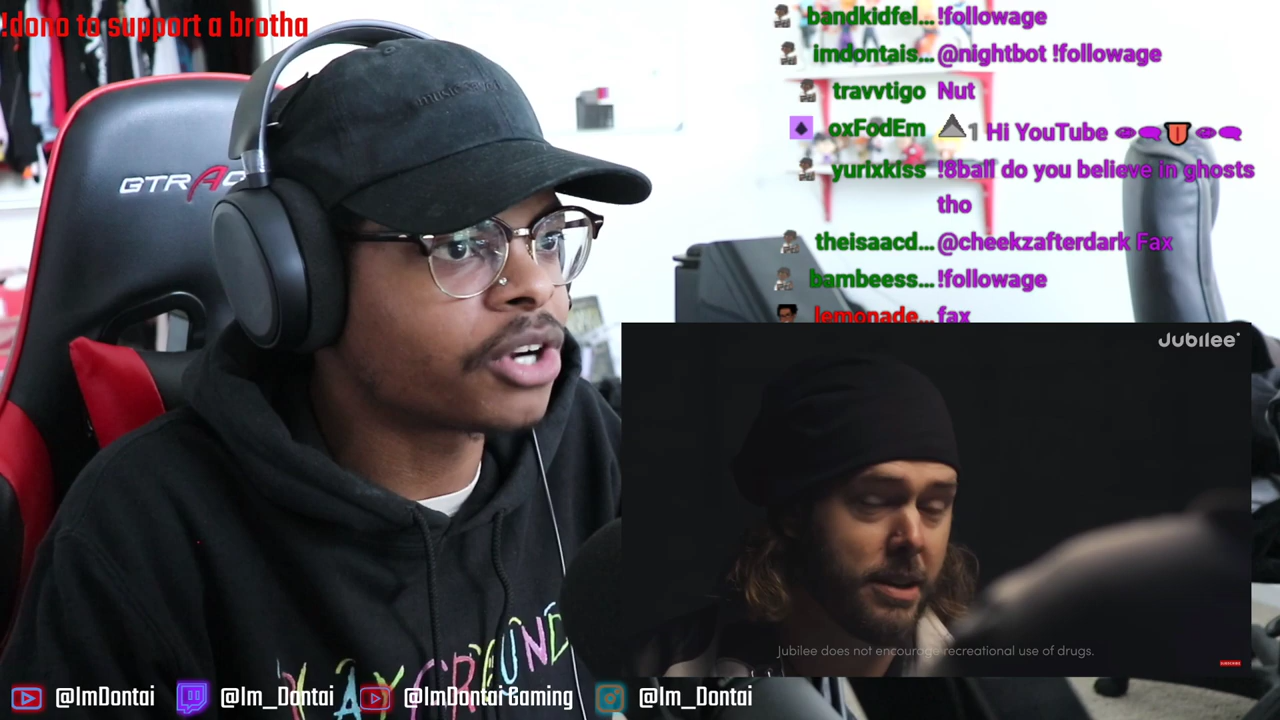 !dono to support a brotha
bandkidfel... !followage
imdontais... @nightbot !followage
travvtigo Nut
oxFodEm 1 Hi YouTube
yurixkiss !8ball do you believe in ghosts
tho
theisaacd... @cheekzafterdark Fax
bambeess... !followage
lemonade... fax
GTRAC
Jubilee
PLAYGROUND
Jubilee does not encourage recreational use of drugs.
SUBSCRIBE
@ImDontai @Im_Dontai @ImDontai Gaming @Im_Dontai